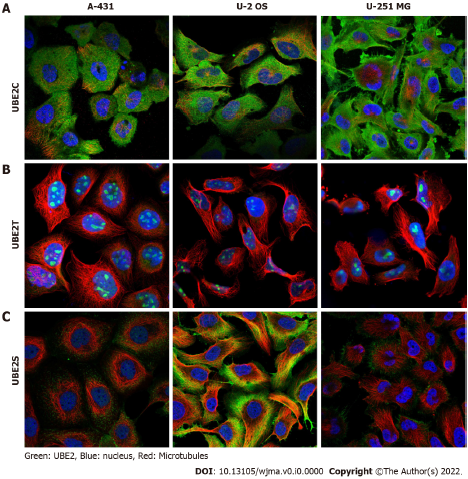 A-431 U-2 OS U-251 MG
A
UBE2C
B
UBE2T
C
UBE2S
Green: UBE2, Blue: nucleus, Red: Microtubules
DOI: 10.13105/wjma.v0.i0.0000 Copyright ©The Author(s) 2022.